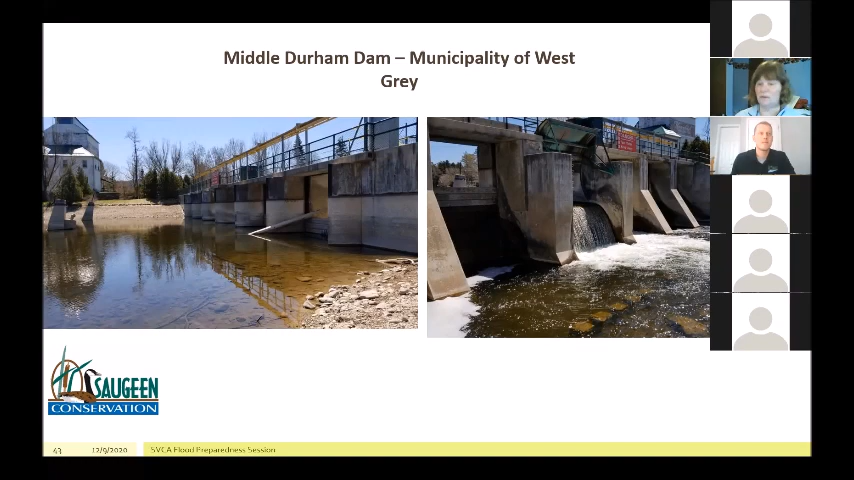 Middle Durham Dam – Municipality of West
Grey
SAUGEEN
CONSERVATION
43
12/9/2020
SVCA Flood Preparedness Session